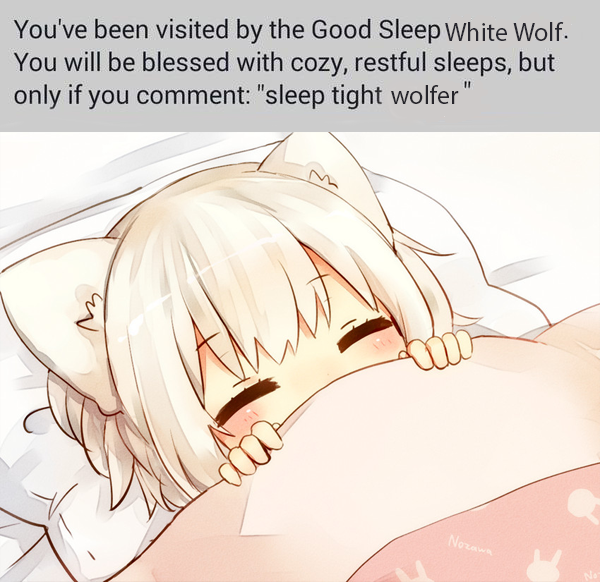 You've been visited by the Good Sleep White Wolf.
You will be blessed with cozy, restful sleeps, but
only if you comment: "sleep tight wolfer"
Nozawa